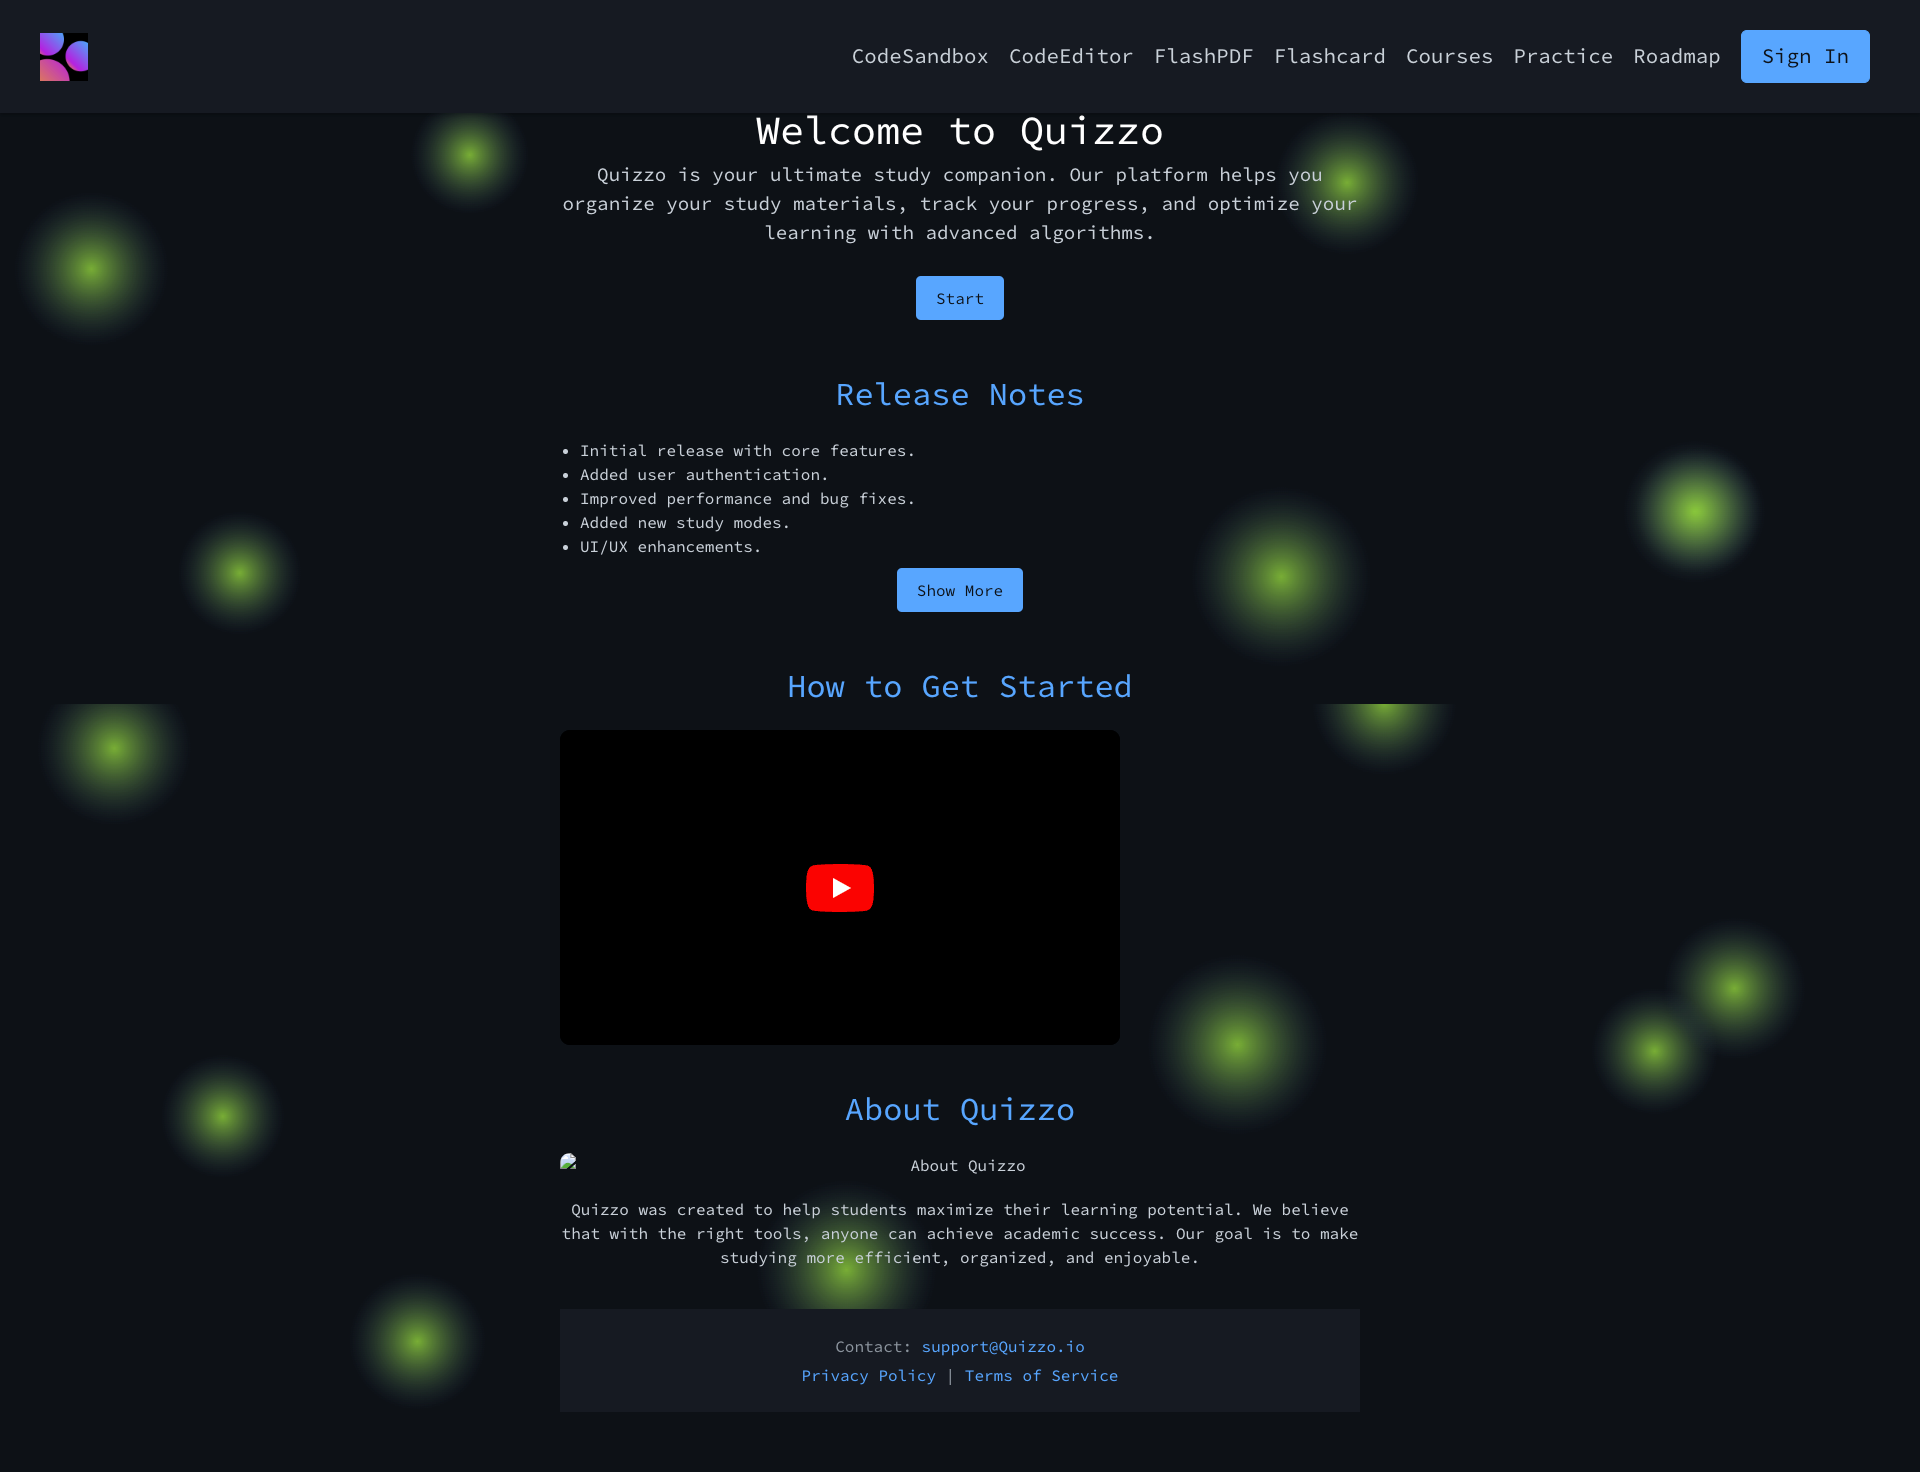 CodeSandbox CodeEditor FlashPDF Flashcard Courses Practice Roadmap Sign In
Welcome to Quizzo
Quizzo is your ultimate study companion. Our platform helps you
organize your study materials, track your progress, and optimize your
learning with advanced algorithms.
Start
Release Notes
• Initial release with core features.
• Added user authentication.
• Improved performance and bug fixes.
• Added new study modes.
• UI/UX enhancements.
Show More
How to Get Started
About Quizzo
About Quizzo
Quizzo was created to help students maximize their learning potential. We believe
that with the right tools, anyone can achieve academic success. Our goal is to make
studying more efficient, organized, and enjoyable.
Contact: support@Quizzo.io
Privacy Policy | Terms of Service